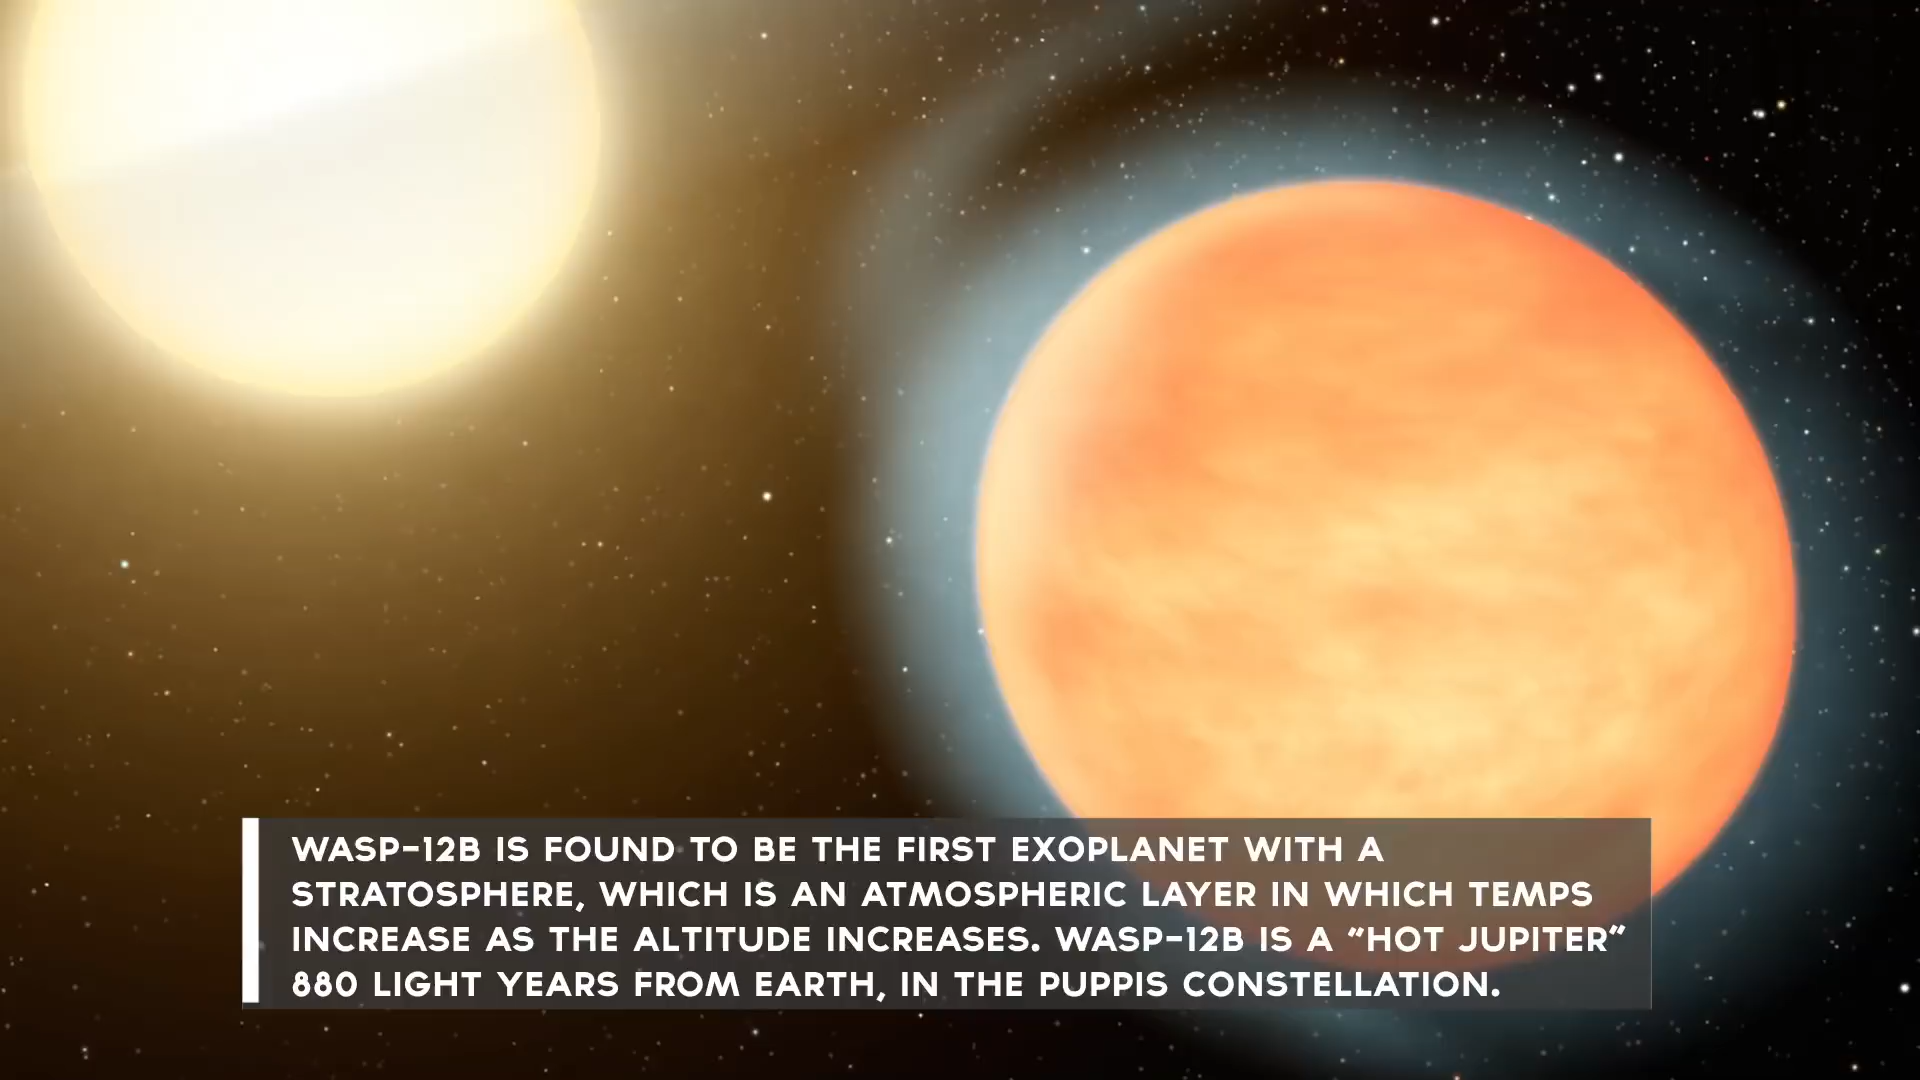 WASP-12B IS FOUND TO BE THE FIRST EXOPLANET WITH A
STRATOSPHERE, WHICH IS AN ATMOSPHERIC LAYER IN WHICH TEMPS
INCREASE AS THE ALTITUDE INCREASES. WASP-12B IS A “HOT JUPITER”
880 LIGHT YEARS FROM EARTH, IN THE PUPPIS CONSTELLATION.